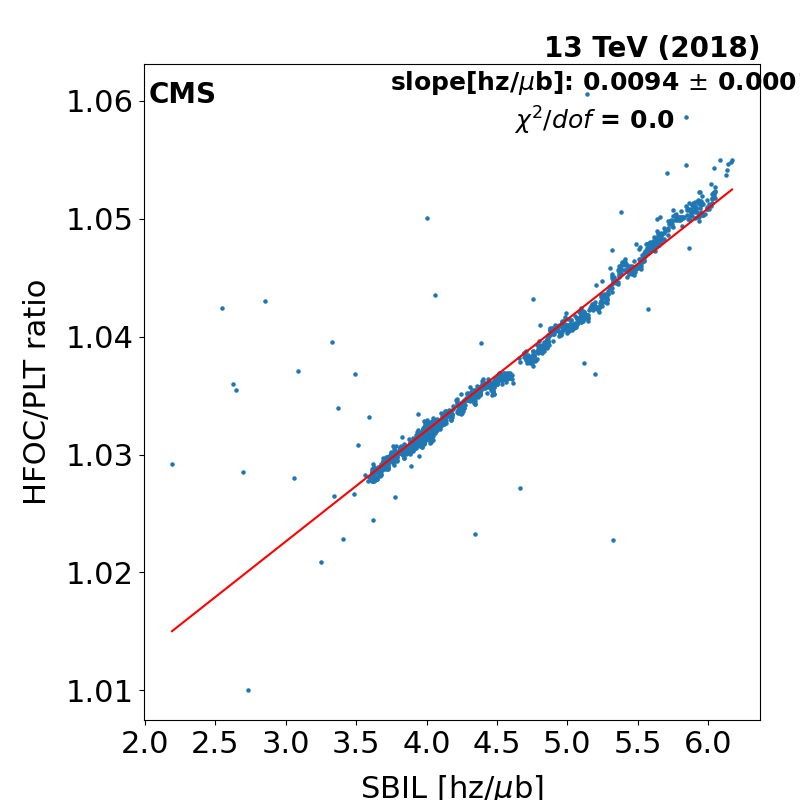 13 TeV (2018)
CMS
slope[hz/μb]: 0.0094 ± 0.000
χ²/dof = 0.0
1.06
1.05
1.04
1.03
1.02
1.01
HFOC/PLT ratio
2.0 2.5 3.0 3.5 4.0 4.5 5.0 5.5 6.0
SBIL [hz/μb]